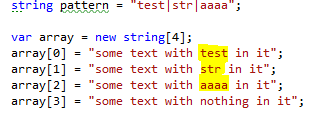 string pattern = "test|str|aaaa";
var array = new string[4];
array[0] = "some text with test in it";
array[1] = "some text with str in it";
array[2] = "some text with aaaa in it";
array[3] = "some text with nothing in it";